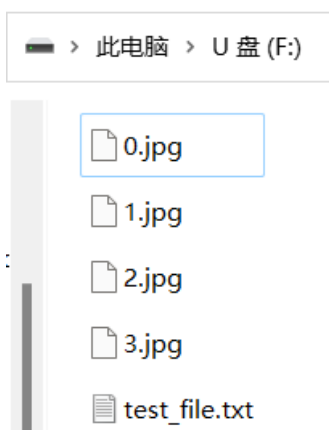 此电脑 > U 盘 (F:)
0.jpg
1.jpg
2.jpg
3.jpg
test_file.txt